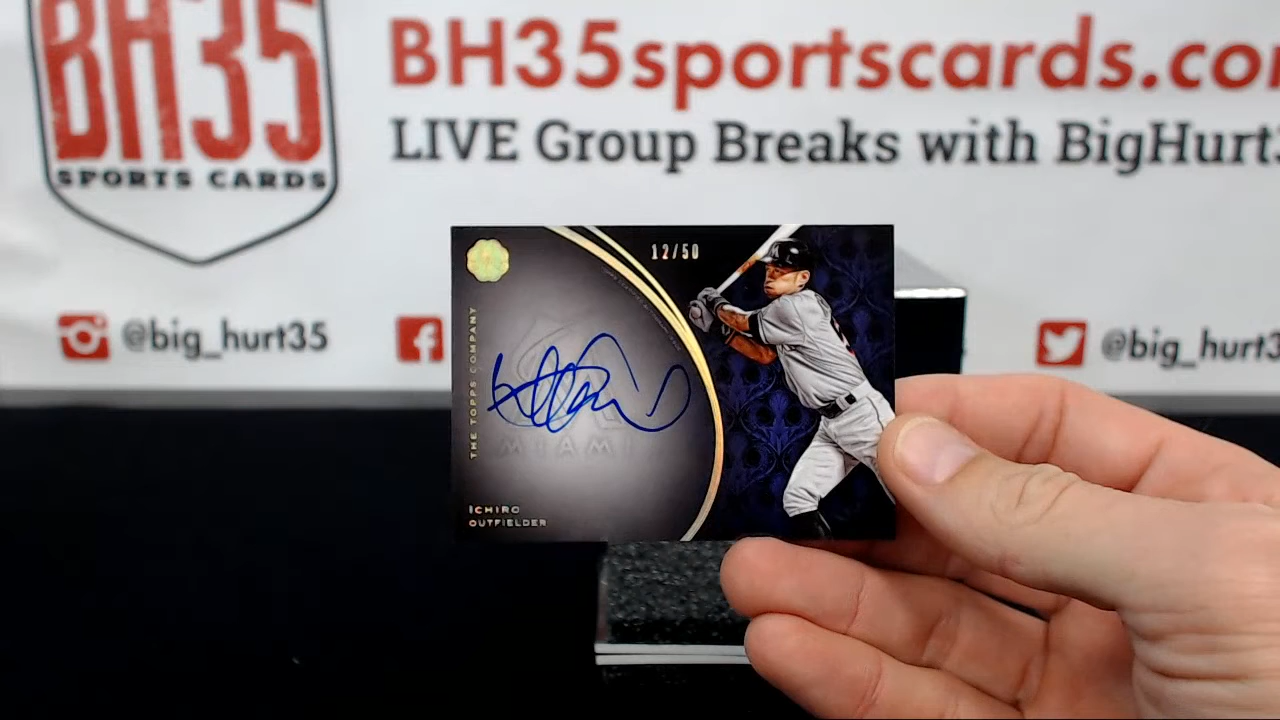 BH35
SPORTS CARDS
BH35sportscards.co
LIVE Group Breaks with BigHurt
@big_hurt35
@big_hurt3
12/50
THE TOPPS COMPANY
MIAMI
ICHIRO
OUTFIELDER